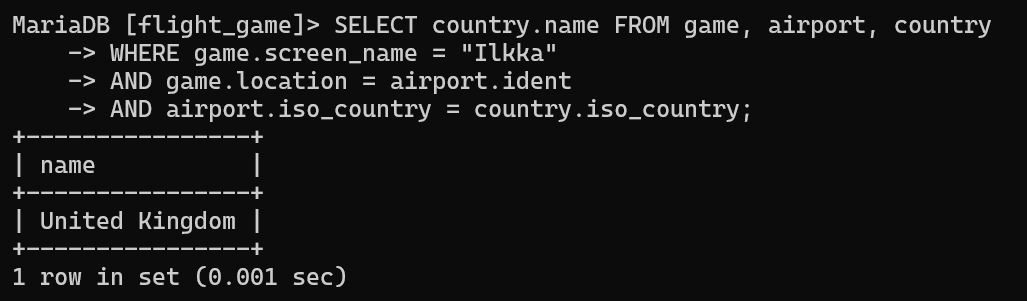 MariaDB [flight_game]> SELECT country.name FROM game, airport, country
    -> WHERE game.screen_name = "Ilkka"
    -> AND game.location = airport.ident
    -> AND airport.iso_country = country.iso_country;
+----------------+
| name           |
+----------------+
| United Kingdom |
+----------------+
1 row in set (0.001 sec)